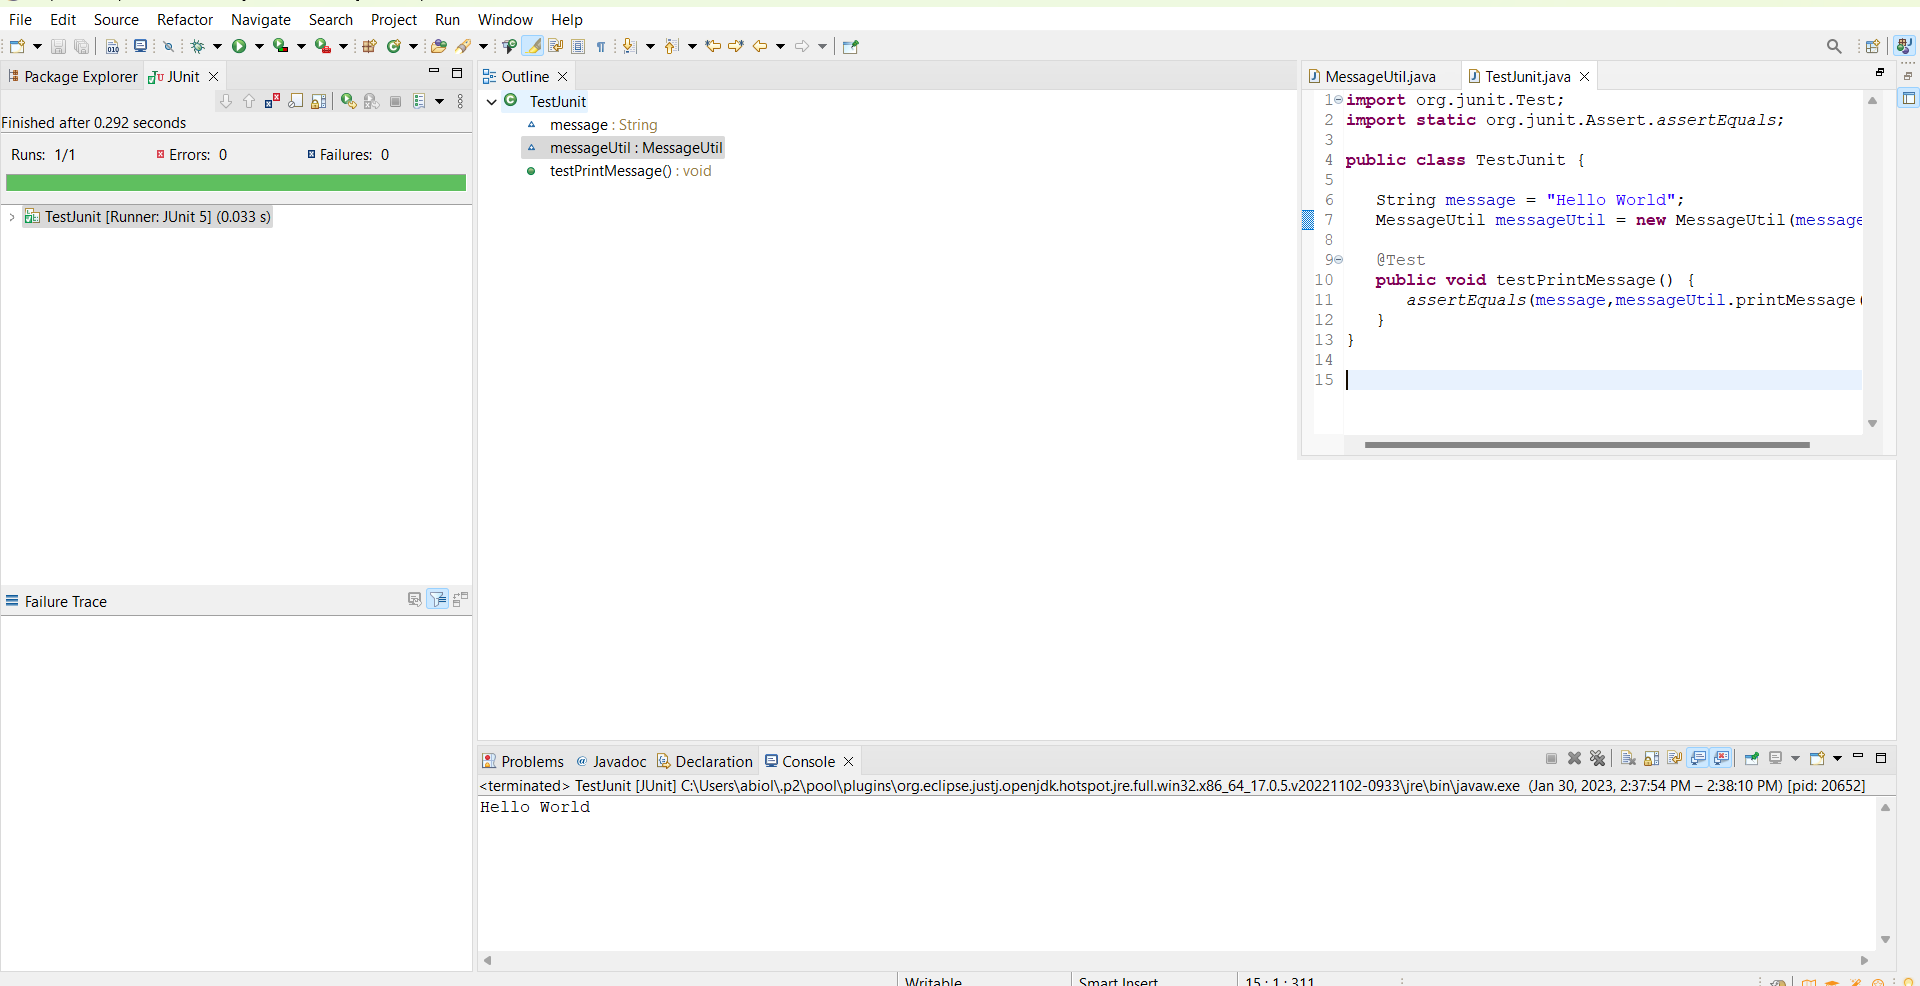 File Edit Source Refactor Navigate Search Project Run Window Help
Package Explorer JUnit
Finished after 0.292 seconds
Runs: 1/1 Errors: 0 Failures: 0
TestJunit [Runner: JUnit 5] (0.033 s)
Failure Trace
Outline
TestJunit
message : String
messageUtil : MessageUtil
testPrintMessage() : void
MessageUtil.java TestJunit.java
1 import org.junit.Test;
2 import static org.junit.Assert.assertEquals;
3
4 public class TestJunit {
5
6 String message = "Hello World";
7 MessageUtil messageUtil = new MessageUtil(message
8
9 @Test
10 public void testPrintMessage() {
11 assertEquals(message,messageUtil.printMessage(
12 }
13 }
14
15
Problems Javadoc Declaration Console
<terminated> TestJunit [JUnit] C:\Users\abiol\.p2\pool\plugins\org.eclipse.justj.openjdk.hotspot.jre.full.win32.x86_64_17.0.5.v20221102-0933\jre\bin\javaw.exe (Jan 30, 2023, 2:37:54 PM – 2:38:10 PM) [pid: 20652]
Hello World
Writable Smart Insert 15 : 1 : 311